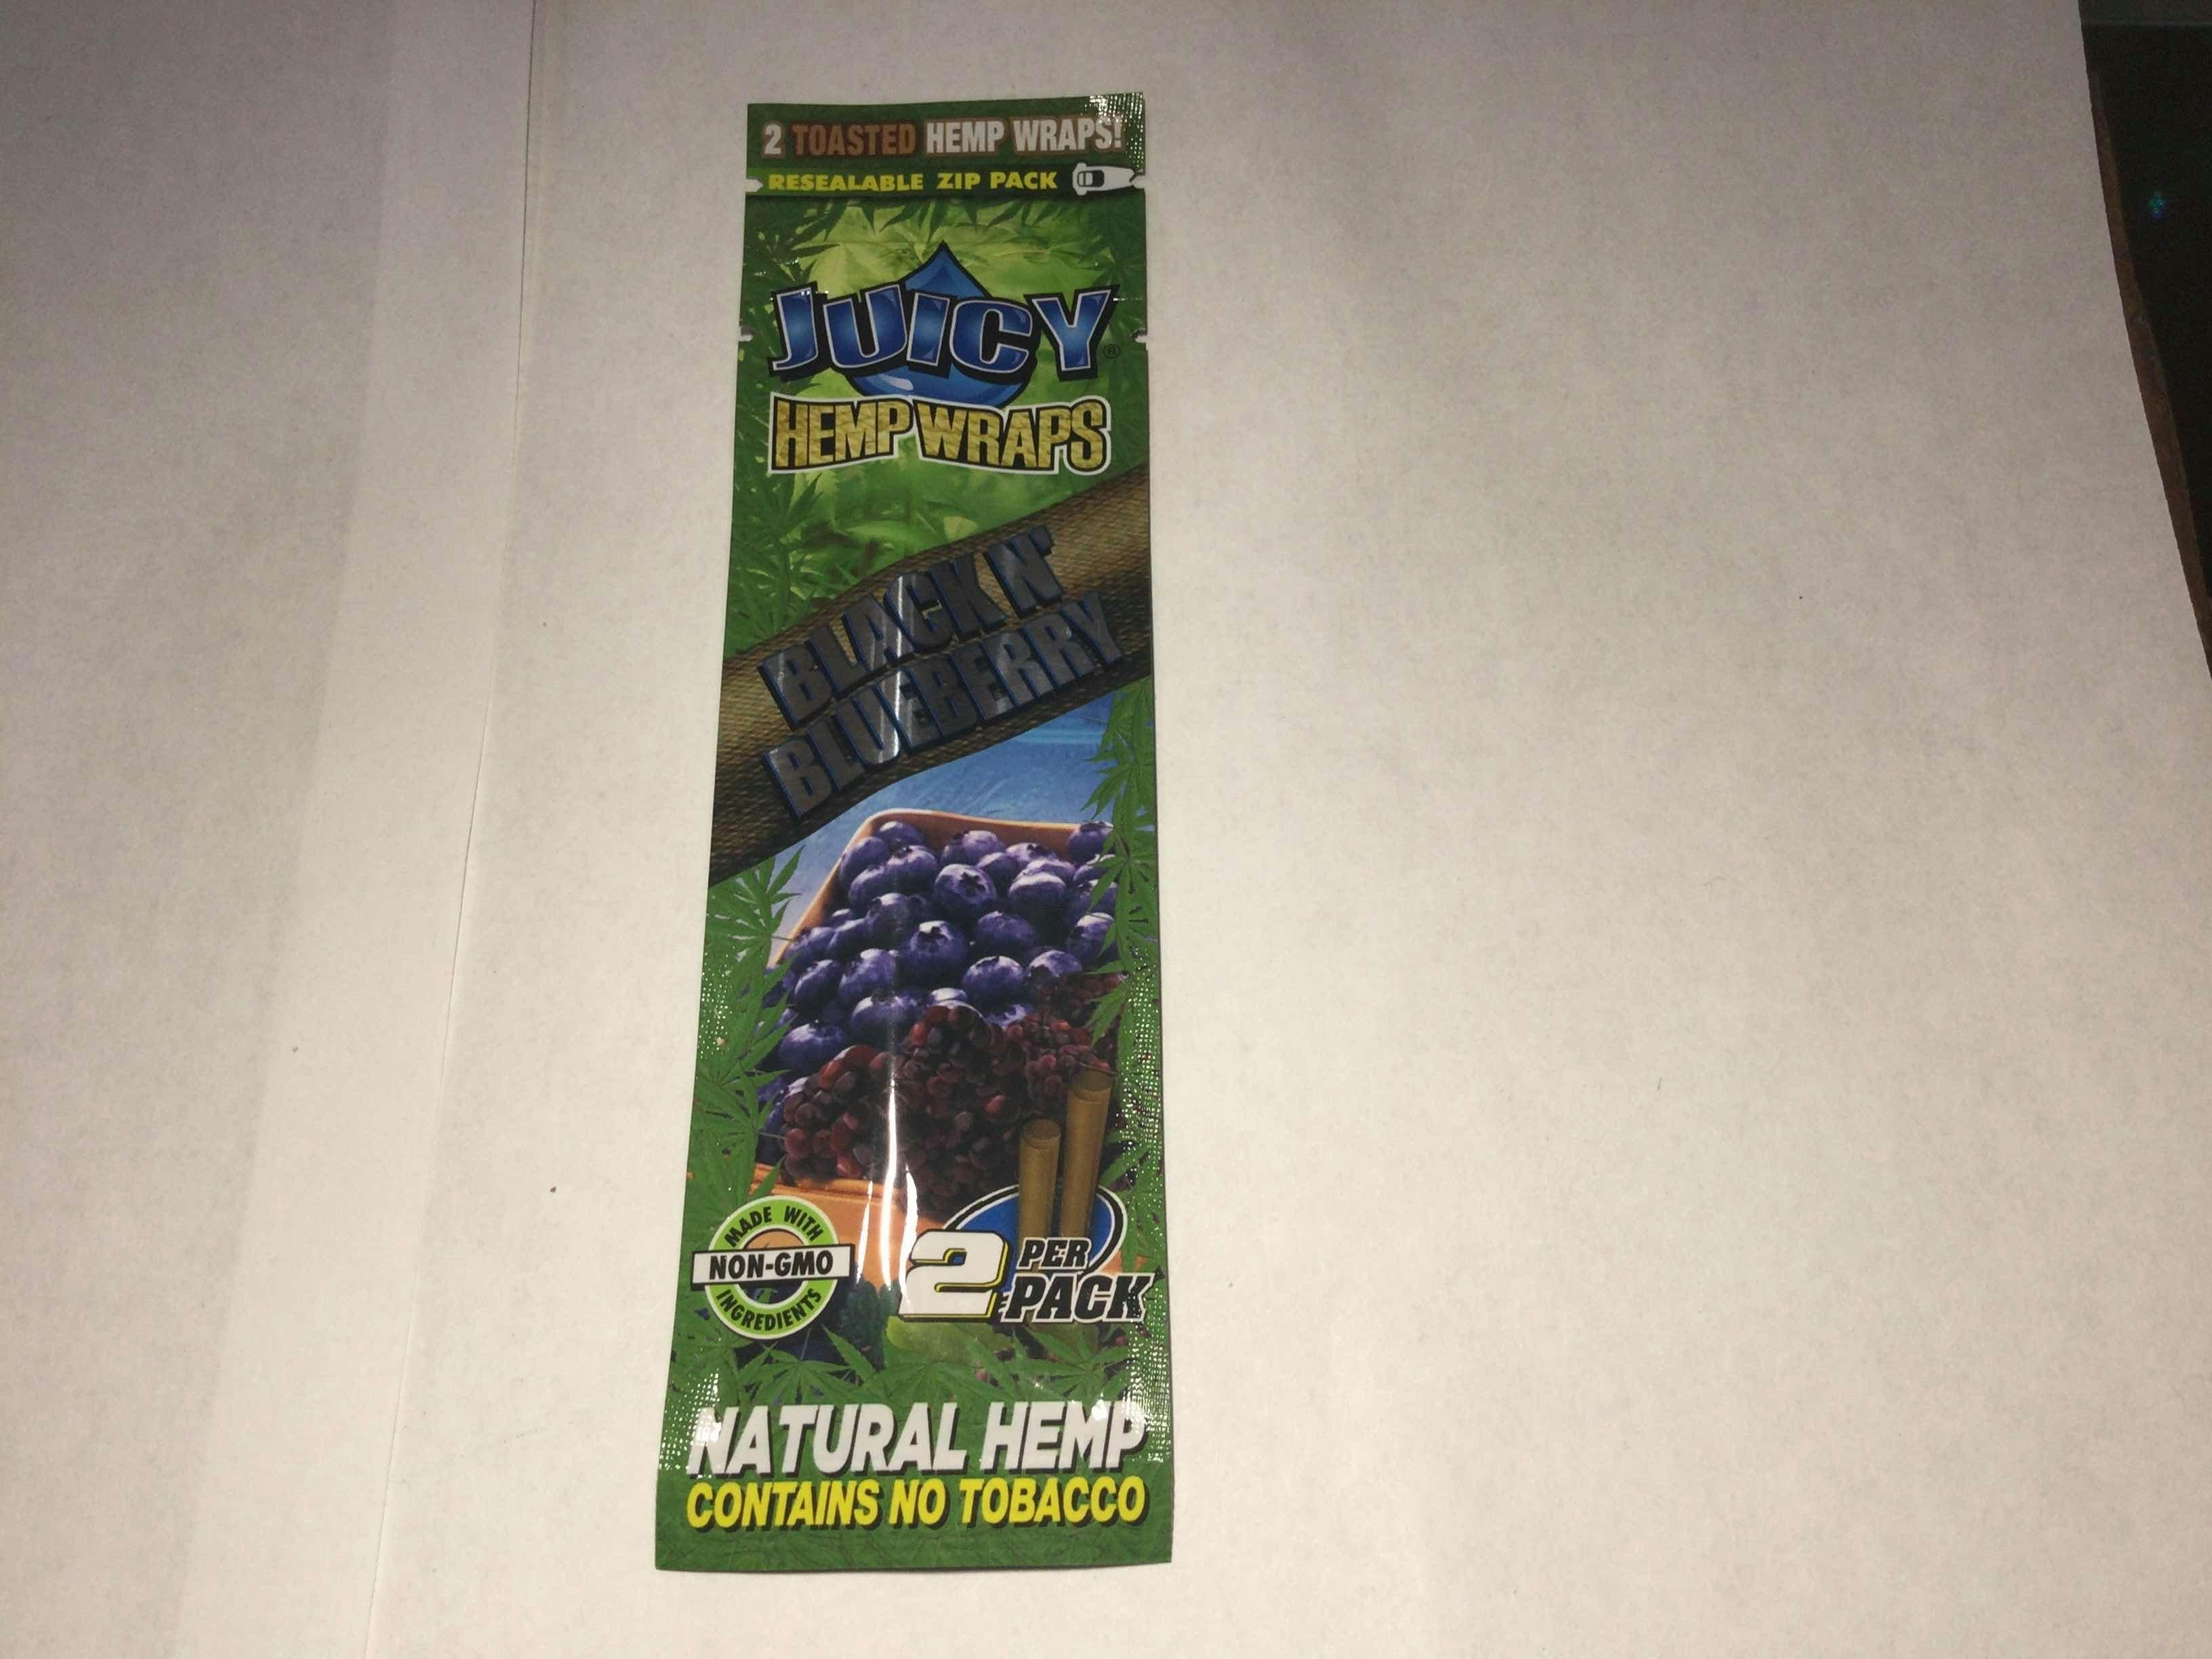 2 TOASTED HEMP WRAPS!
RESEALABLE ZIP PACK
JUICY®
HEMP WRAPS
BLACK N'
BLUEBERRY
MADE WITH
NON-GMO
INGREDIENTS
2 PER
PACK
NATURAL HEMP
CONTAINS NO TOBACCO